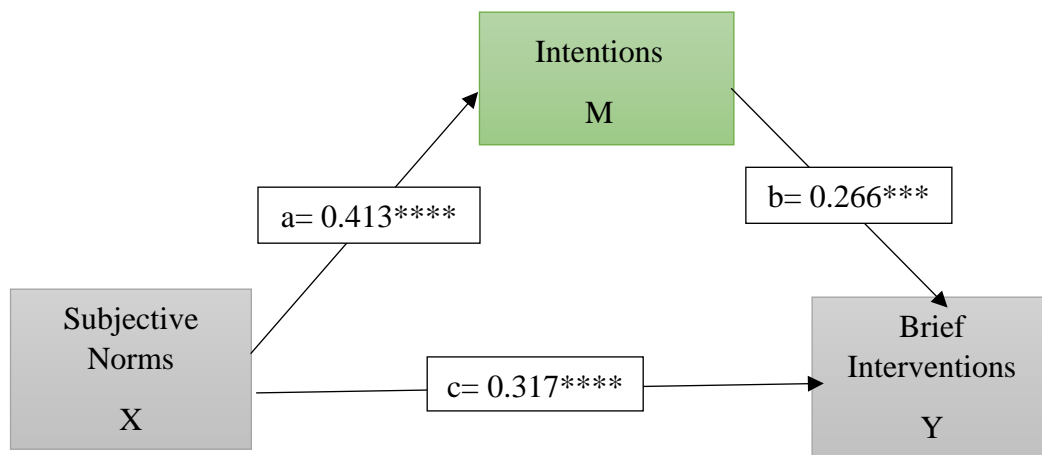 Intentions
M
a= 0.413****
b= 0.266***
Subjective
Norms
X
c= 0.317****
Brief
Interventions
Y